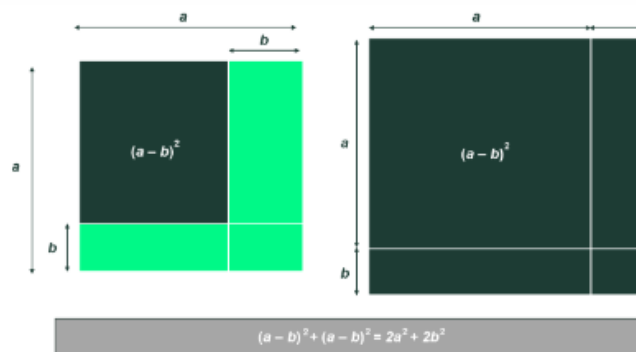 a
a
b
a
(a – b)²
a
(a – b)²
b
b
(a – b)² + (a – b)² = 2a² + 2b²